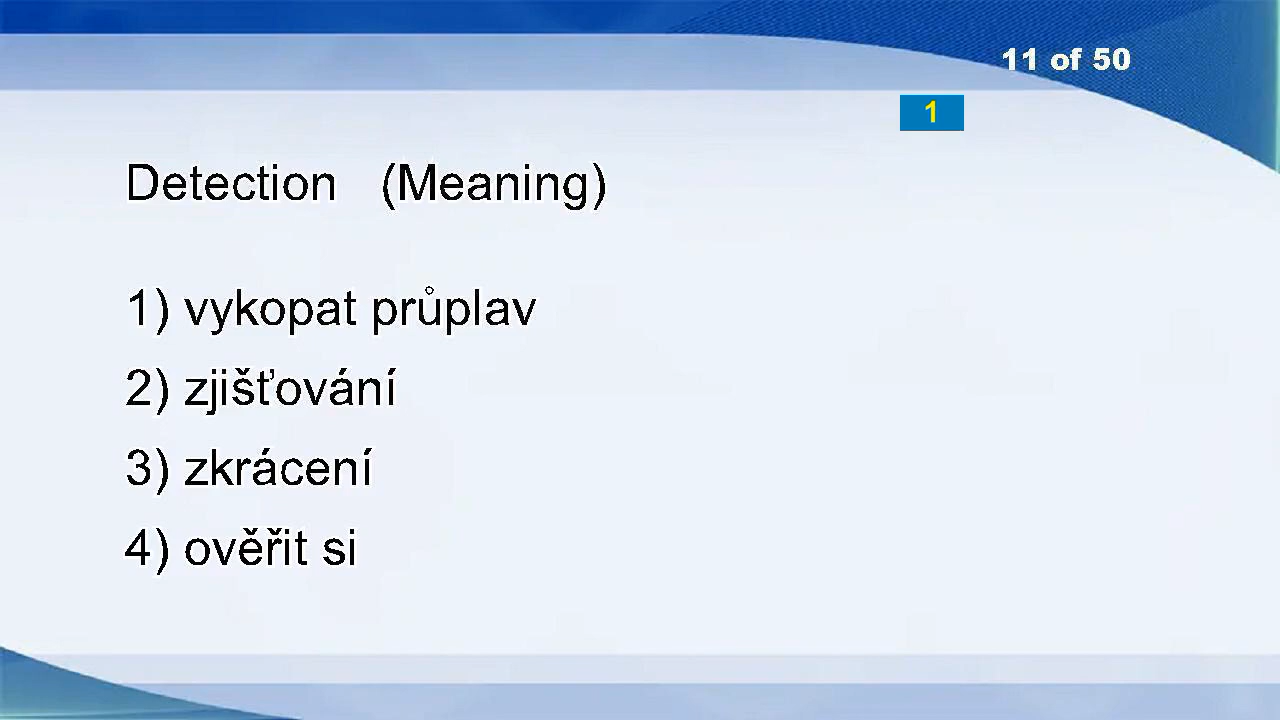 11 of 50
1
Detection (Meaning)
1) vykopat průplav
2) zjišťování
3) zkrácení
4) ověřit si